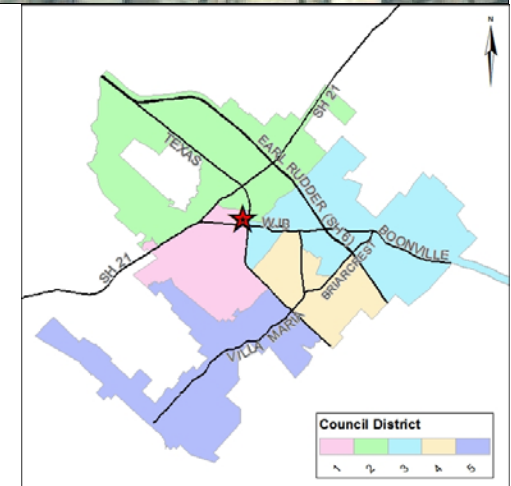 N
SH 21
TEXAS
EARL RUDDER (SH 6)
WJB
BOONVILLE
SH 21
BRIARCREST
VILLA MARIA
Council District
1 2 3 4 5